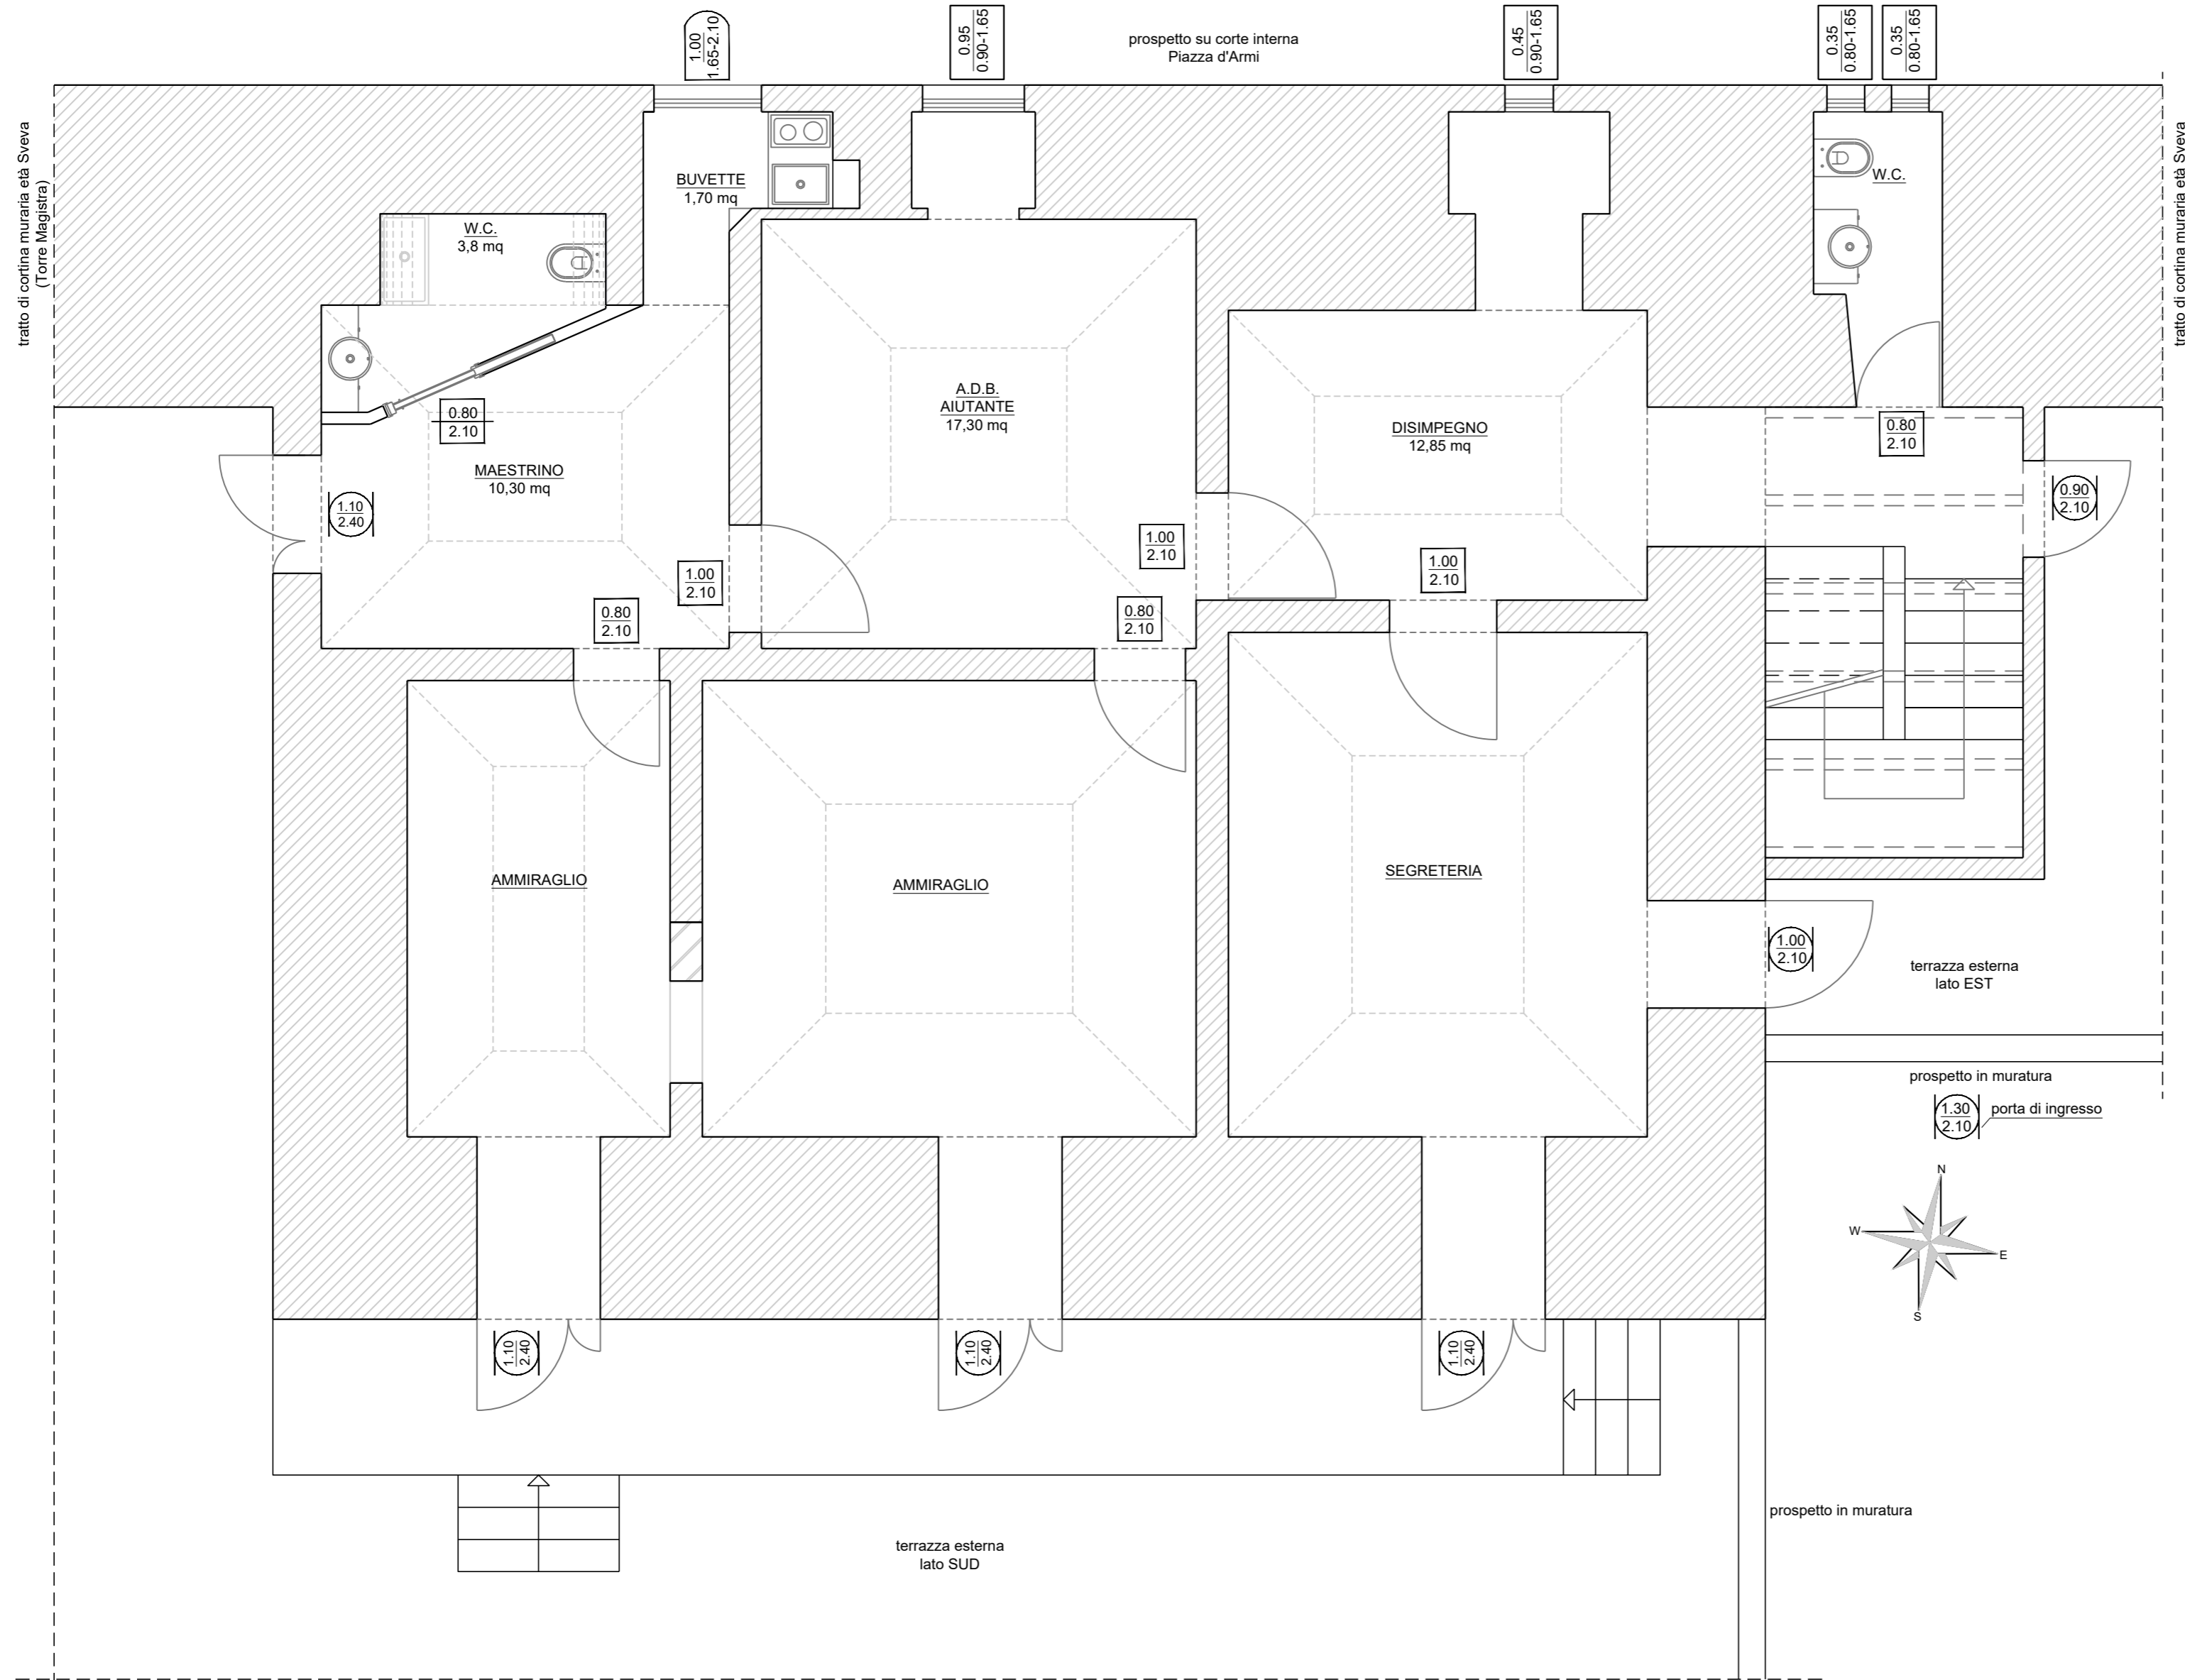 1.00
1.65-2.10
0.95
0.90-1.65
prospetto su corte interna
Piazza d'Armi
0.45
0.90-1.65
0.35
0.80-1.65
0.35
0.80-1.65
tratto di cortina muraria età Sveva
(Torre Magistra)
tratto di cortina muraria età Sveva
BUVETTE
1,70 mq
W.C.
W.C.
3,8 mq
A.D.B.
AIUTANTE
17,30 mq
0.80
2.10
DISIMPEGNO
12,85 mq
0.80
2.10
MAESTRINO
10,30 mq
1.10
2.40
0.90
2.10
1.00
2.10
1.00
2.10
1.00
2.10
0.80
2.10
0.80
2.10
AMMIRAGLIO
AMMIRAGLIO
SEGRETERIA
1.00
2.10
terrazza esterna
lato EST
prospetto in muratura
1.30
2.10
porta di ingresso
N
W
E
S
1.10
2.40
1.10
2.40
1.10
2.40
prospetto in muratura
terrazza esterna
lato SUD